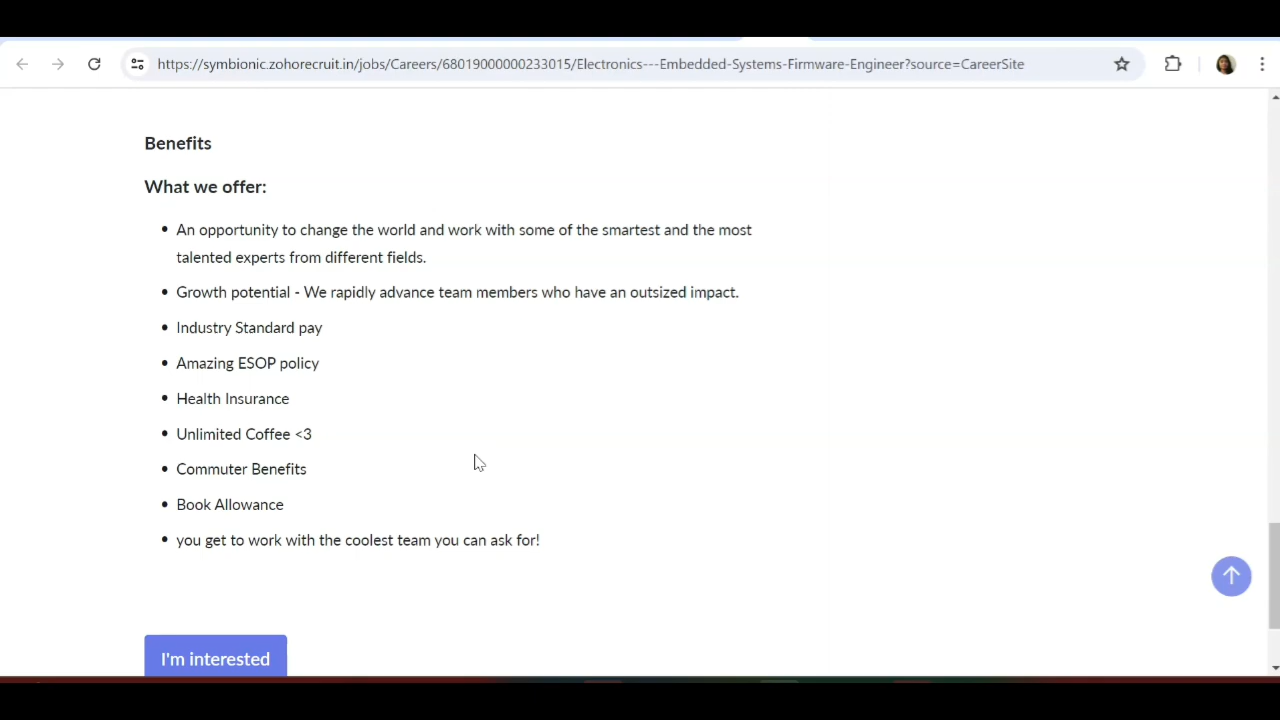 https://symbionic.zohorecruit.in/jobs/Careers/68019000000233015/Electronics---Embedded-Systems-Firmware-Engineer?source=CareerSite
Benefits
What we offer:
• An opportunity to change the world and work with some of the smartest and the most
talented experts from different fields.
• Growth potential - We rapidly advance team members who have an outsized impact.
• Industry Standard pay
• Amazing ESOP policy
• Health Insurance
• Unlimited Coffee <3
• Commuter Benefits
• Book Allowance
• you get to work with the coolest team you can ask for!
I'm interested